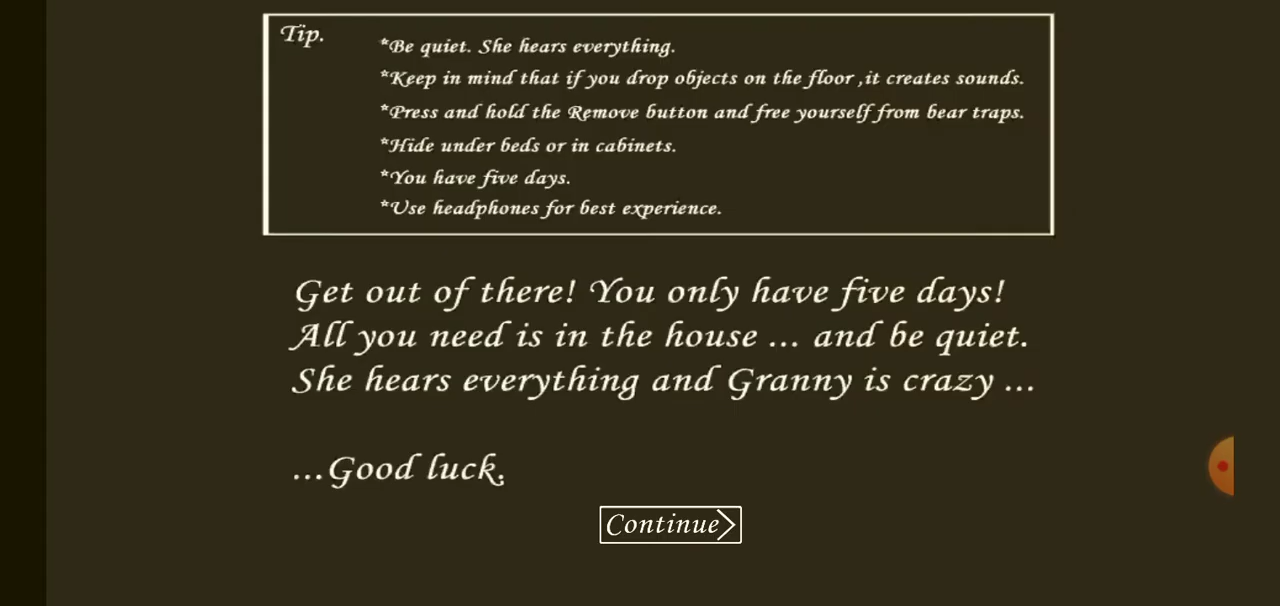 Tip.
*Be quiet. She hears everything.
*Keep in mind that if you drop objects on the floor ,it creates sounds.
*Press and hold the Remove button and free yourself from bear traps.
*Hide under beds or in cabinets.
*You have five days.
*Use headphones for best experience.
Get out of there! You only have five days!
All you need is in the house ... and be quiet.
She hears everything and Granny is crazy ...
...Good luck.
Continue